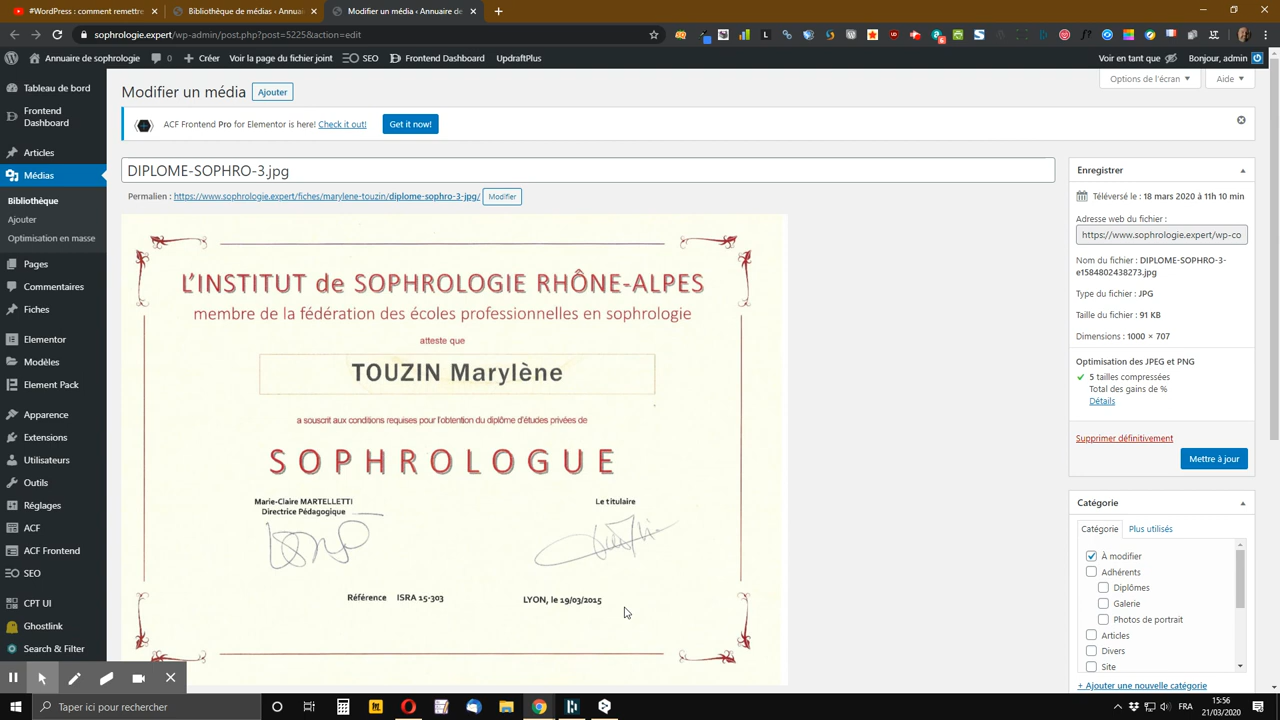 #WordPress : comment remettre
Modification de médias ‹ Annuai
Modifier un média ‹ Annuaire de
sophrologie.expert/wp-admin/post.php?post=5225&action=edit
Annuaire de sophrologie
0
Créer
Voir la page du fichier joint
SEO
Frontend Dashboard
UpdraftPlus
Voir en tant que
Bonjour, admin
Tableau de bord
Frontend
Dashboard
Articles
Médias
Bibliothèque
Ajouter
Optimisation en masse
Pages
Commentaires
Fiches
Elementor
Modèles
Element Pack
Apparence
Extensions
Utilisateurs
Outils
Réglages
ACF
ACF Frontend
SEO
CPT UI
Ghostlink
Search & Filter
Options de l'écran
Aide
Modifier un média
Ajouter
ACF Frontend Pro for Elementor is here! Check it out!
Get it now!
DIPLOME-SOPHRO-3.jpg
Permalien : https://www.sophrologie.expert/fiches/marylene-touzin/diplome-sophro-3-jpg/
Modifier
L'INSTITUT de SOPHROLOGIE RHÔNE-ALPES
membre de la fédération des écoles professionnelles en sophrologie
atteste que
TOUZIN Marylène
a souscrit aux conditions requises pour l'obtention du diplôme d'études privées de
SOPHROLOGUE
Marie-Claire MARTELLETTI
Directrice Pédagogique
Le titulaire
Référence ISRA 15-303
LYON, le 19/03/2015
Enregistrer
Téléversé le : 18 mars 2020 à 11h 10 min
Adresse web du fichier :
https://www.sophrologie.expert/wp-co
Nom du fichier : DIPLOME-SOPHRO-3-
e1584802438273.jpg
Type du fichier : JPG
Taille du fichier : 91 KB
Dimensions : 1000 × 707
Optimisation des JPEG et PNG
5 tailles compressées
Total des gains de %
Détails
Supprimer définitivement
Mettre à jour
Catégorie
Catégorie
Plus utilisés
À modifier
Adhérents
Diplômes
Galerie
Photos de portrait
Articles
Divers
Site
+ Ajouter une nouvelle catégorie
Taper ici pour rechercher
FRA
15:56
21/03/2020